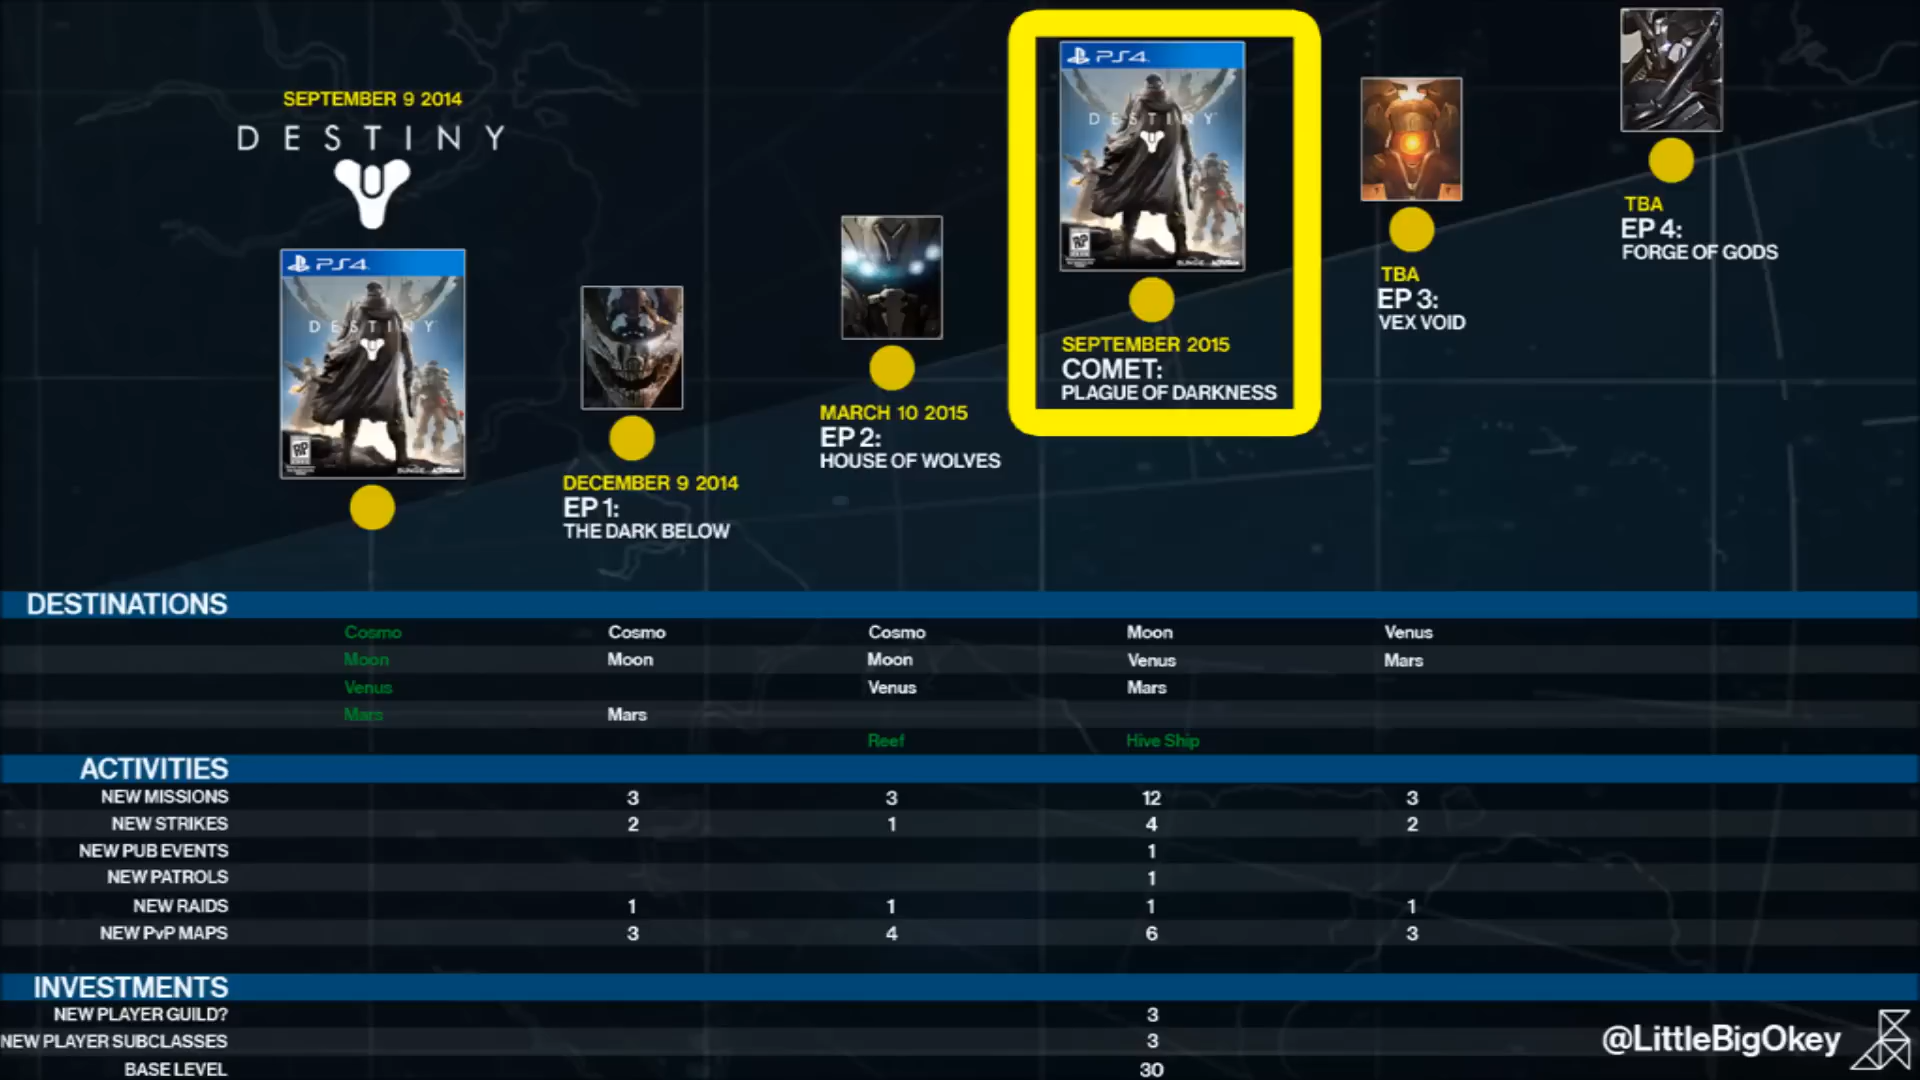 SEPTEMBER 9 2014
DESTINY
PS4
DESTINY
BUNGIE
ACTIVISION
DECEMBER 9 2014
EP 1:
THE DARK BELOW
MARCH 10 2015
EP 2:
HOUSE OF WOLVES
PS4
DESTINY
BUNGIE
ACTIVISION
SEPTEMBER 2015
COMET:
PLAGUE OF DARKNESS
TBA
EP 3:
VEX VOID
TBA
EP 4:
FORGE OF GODS
DESTINATIONS
Cosmo Cosmo Cosmo Moon Venus
Moon Moon Moon Venus Mars
Venus Venus Mars
Mars Mars
Reef Hive Ship
ACTIVITIES
NEW MISSIONS 3 3 12 3
NEW STRIKES 2 1 4 2
NEW PUB EVENTS 1
NEW PATROLS 1
NEW RAIDS 1 1 1 1
NEW PvP MAPS 3 4 6 3
INVESTMENTS
NEW PLAYER GUILD? 3
NEW PLAYER SUBCLASSES 3
BASE LEVEL 30
@LittleBigOkey